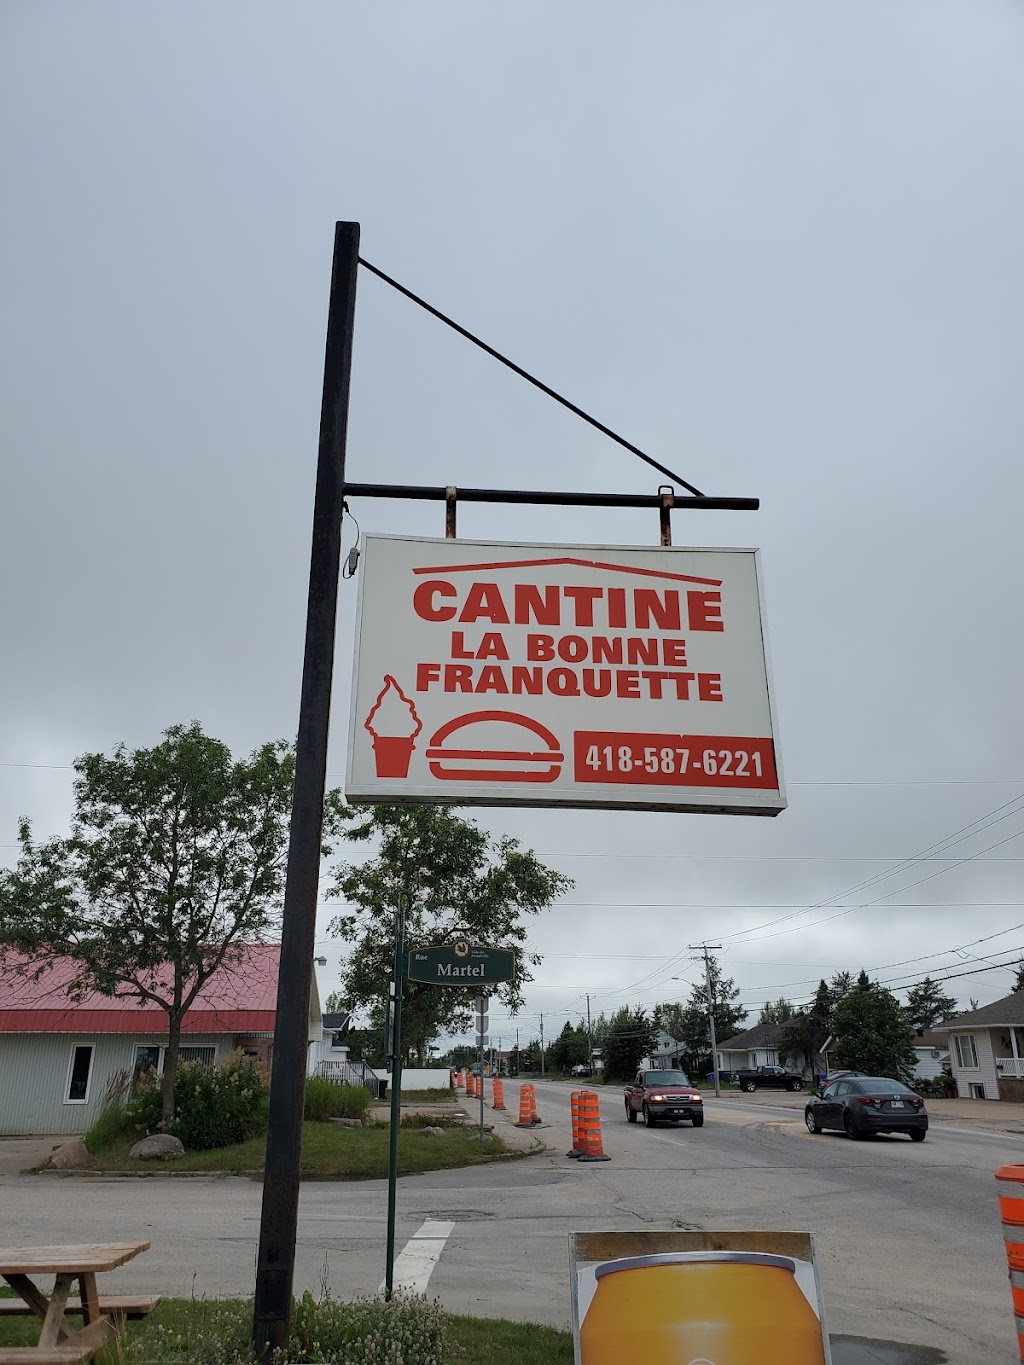 CANTINE
LA BONNE
FRANQUETTE
418-587-6221
Rue
Martel